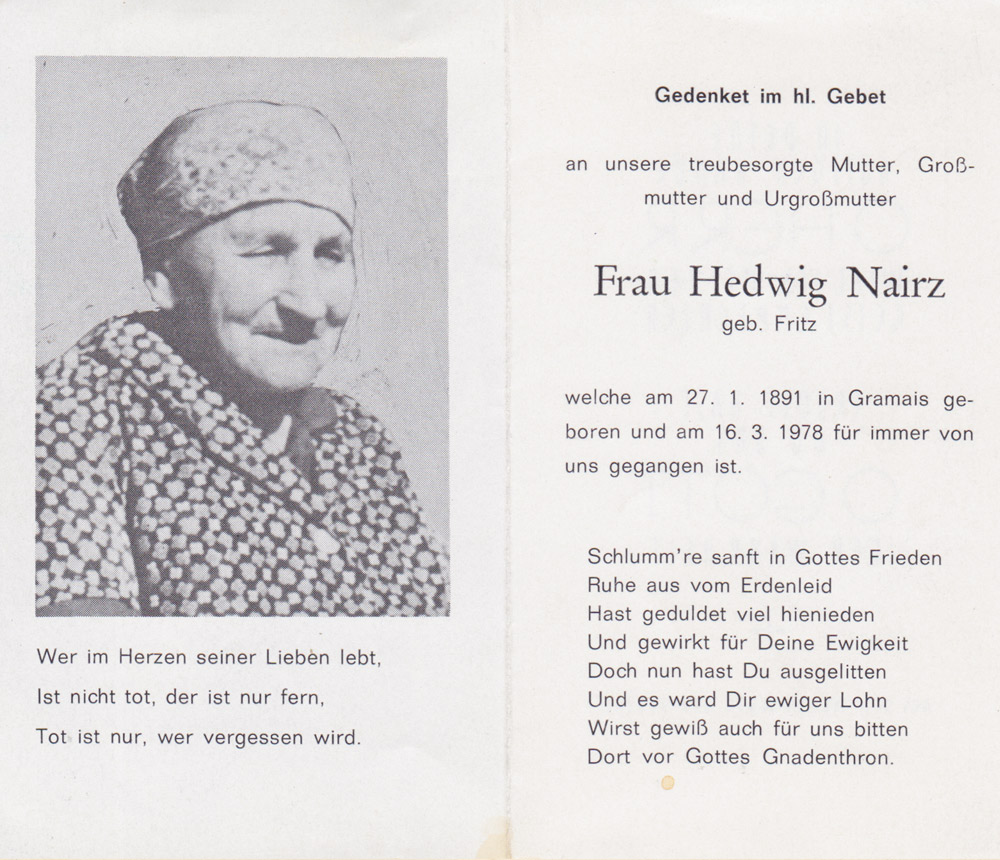 Wer im Herzen seiner Lieben lebt,
Ist nicht tot, der ist nur fern,
Tot ist nur, wer vergessen wird.
Gedenket im hl. Gebet
an unsere treubesorgte Mutter, Groß-
mutter und Urgroßmutter
Frau Hedwig Nairz
geb. Fritz
welche am 27. 1. 1891 in Gramais ge-
boren und am 16. 3. 1978 für immer von
uns gegangen ist.
Schlumm're sanft in Gottes Frieden
Ruhe aus vom Erdenleid
Hast geduldet viel hienieden
Und gewirkt für Deine Ewigkeit
Doch nun hast Du ausgelitten
Und es ward Dir ewiger Lohn
Wirst gewiß auch für uns bitten
Dort vor Gottes Gnadenthron.